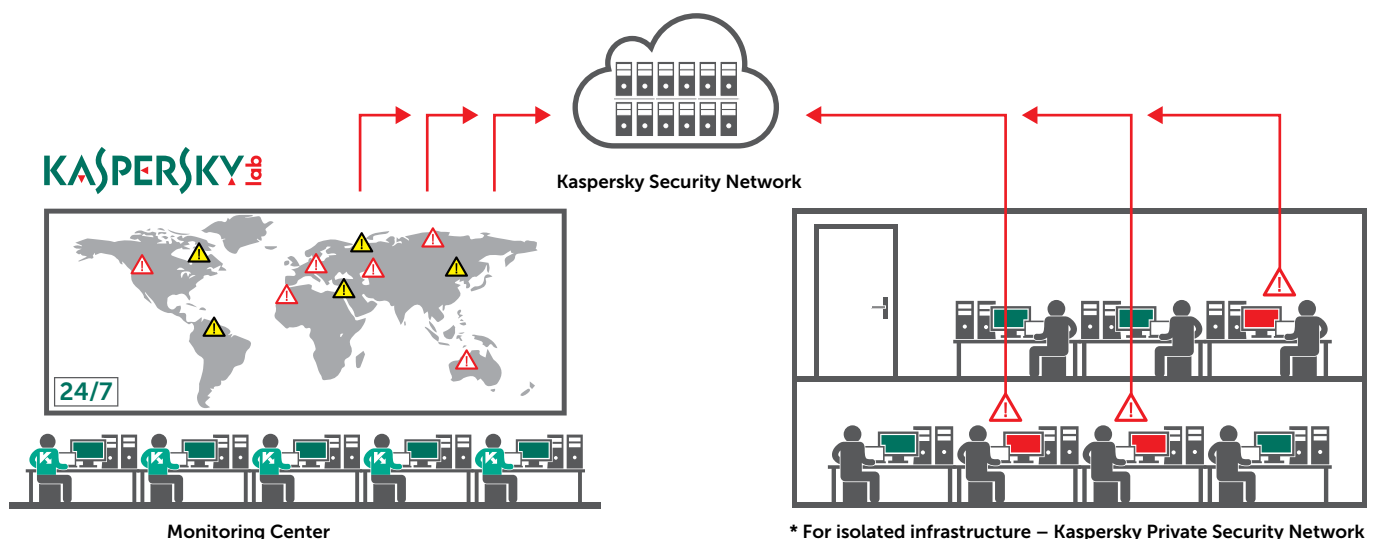 Kaspersky Security Network
KASPERSKY lab
24/7
Monitoring Center
* For isolated infrastructure – Kaspersky Private Security Network